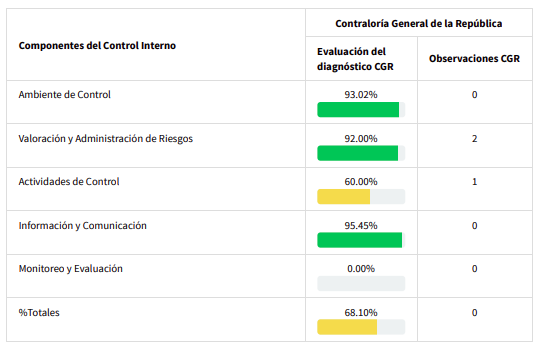 Componentes del Control Interno
Contraloría General de la República
Evaluación del
diagnóstico CGR
Observaciones CGR
Ambiente de Control
93.02%
0
Valoración y Administración de Riesgos
92.00%
2
Actividades de Control
60.00%
1
Información y Comunicación
95.45%
0
Monitoreo y Evaluación
0.00%
0
%Totales
68.10%
0